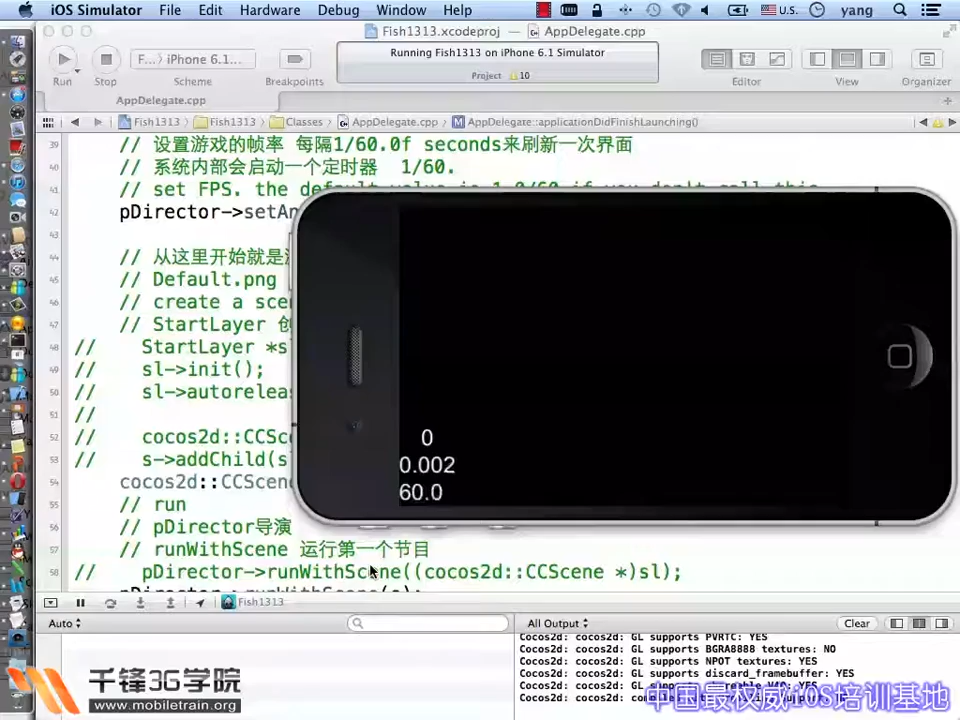 iOS Simulator File Edit Hardware Debug Window Help U.S. yang
Fish1313.xcodeproj — AppDelegate.cpp
Running Fish1313 on iPhone 6.1 Simulator
Project 10
F... iPhone 6.1...
Run Stop Scheme Breakpoints Editor View Organizer
AppDelegate.cpp
Fish1313 Fish1313 Classes AppDelegate.cpp AppDelegate::applicationDidFinishLaunching()
39 // 设置游戏的帧率 每隔1/60.0f seconds来刷新一次界面
40 // 系统内部会启动一个定时器 1/60.
41 // set FPS. the default value is 1.0/60 if you don't call this
42 pDirector->setAn
43
44 // 从这里开始就是
45 // Default.png
46 // create a scen
47 // StartLayer 创
48 // StartLayer *s
49 // sl->init();
50 // sl->autorelea
51 //
52 // cocos2d::CCSc
53 // s->addChild(s
54 cocos2d::CCScene
55 // run
56 // pDirector导演
57 // runWithScene 运行第一个节目
58 // pDirector->runWithScene((cocos2d::CCScene *)sl);
0
0.002
60.0
Fish1313
Auto All Output Clear
Cocos2d: cocos2d: GL supports PVRTC: YES
Cocos2d: cocos2d: GL supports BGRA8888 textures: NO
Cocos2d: cocos2d: GL supports NPOT textures: YES
Cocos2d: cocos2d: GL supports discard_framebuffer: YES
Cocos2d: cocos2d:
Cocos2d: cocos2d:
千锋3G学院
www.mobiletrain.org
中国最权威iOS培训基地